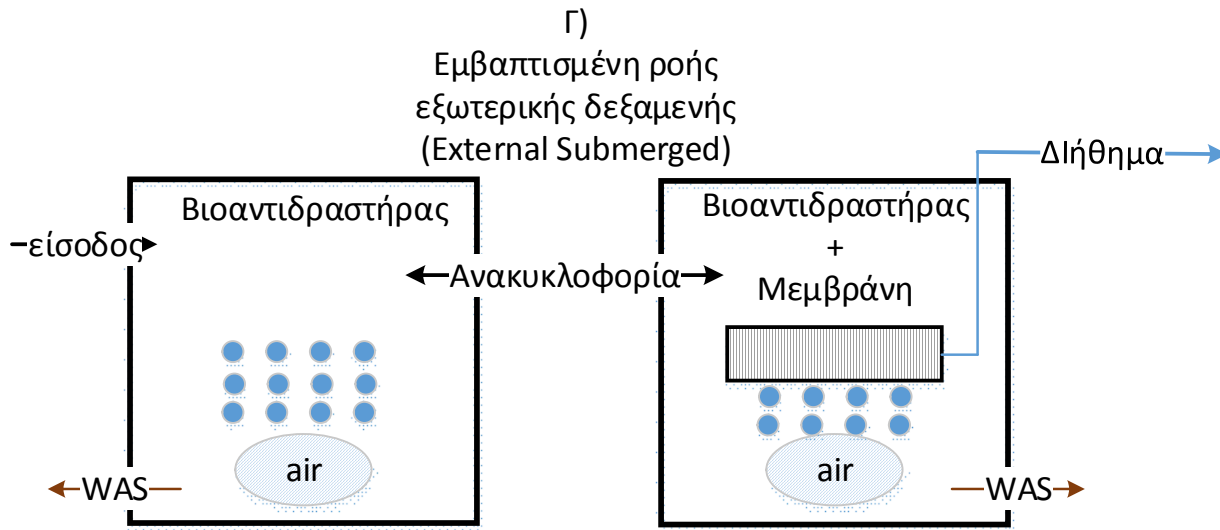 Γ)
Εμβαπτισμένη ροής
εξωτερικής δεξαμενής
(External Submerged)
ΔΙήθημα
Βιοαντιδραστήρας
είσοδος
Ανακυκλοφορία
Βιοαντιδραστήρας
+
Μεμβράνη
air
WAS
air
WAS